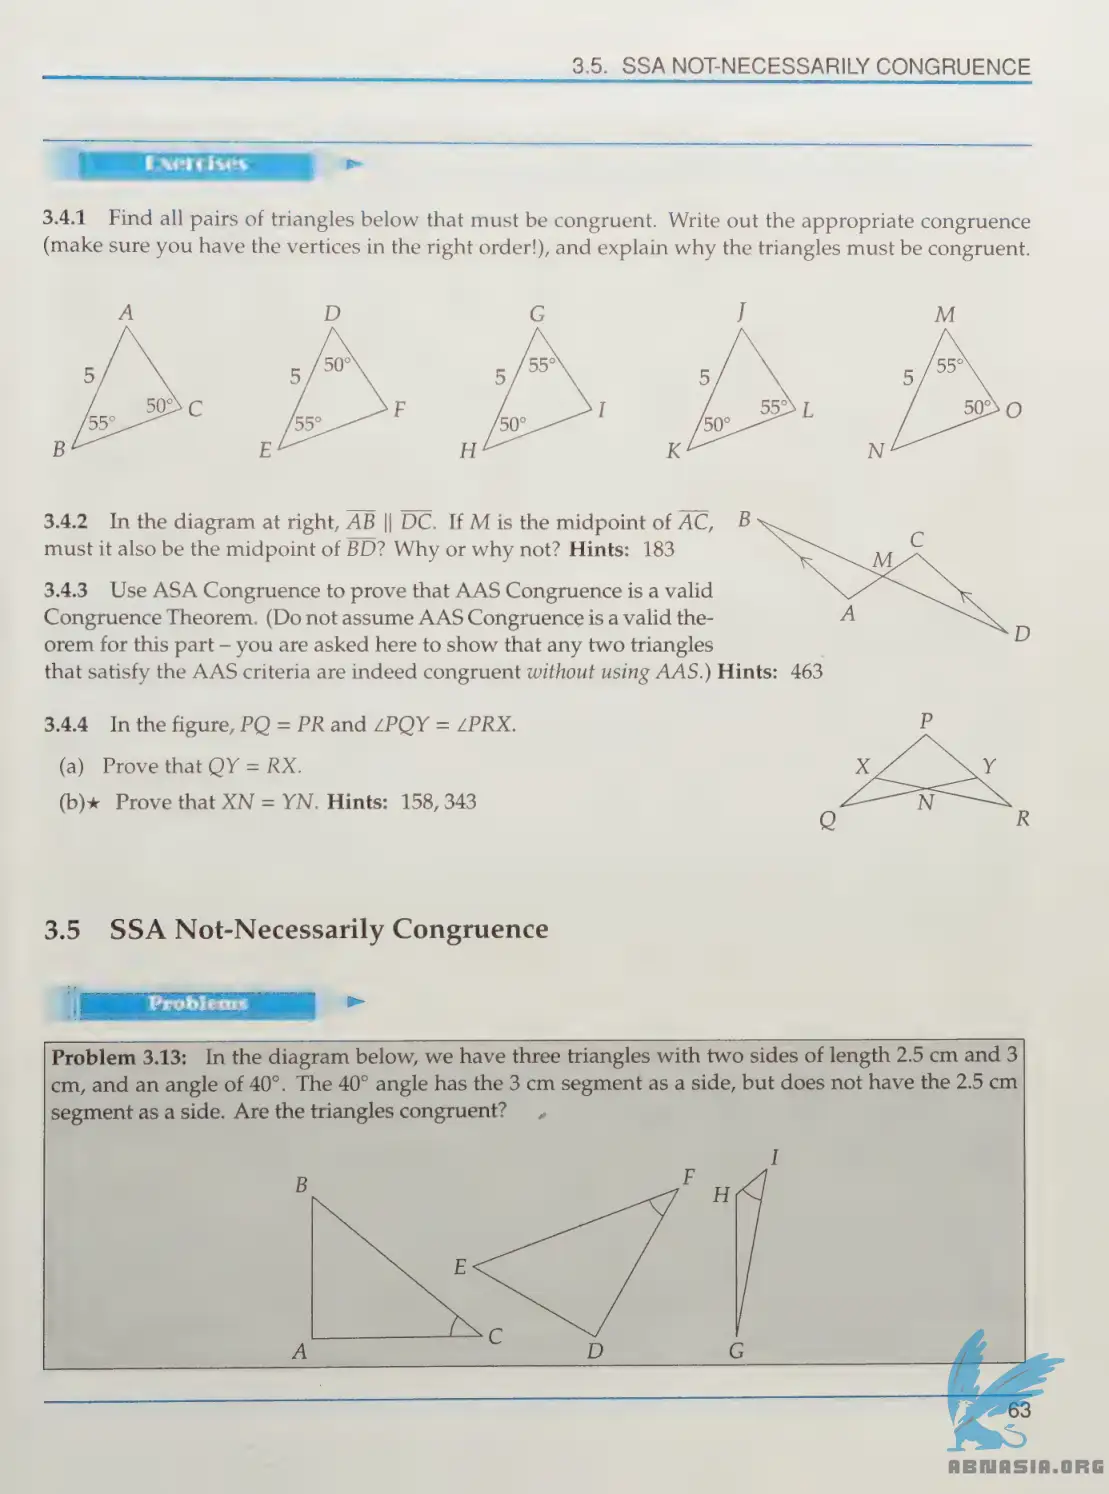 3.5. SSA NOT-NECESSARILY CONGRUENCE
Exercises
3.4.1 Find all pairs of triangles below that must be congruent. Write out the appropriate congruence
(make sure you have the vertices in the right order!), and explain why the triangles must be congruent.
A D G J M
5 50° 55° C B
5 50° 55° F E
5 55° 50° I H
5 50° 55° L K
5 55° 50° O N
3.4.2 In the diagram at right, AB || DC. If M is the midpoint of AC,
must it also be the midpoint of BD? Why or why not? Hints: 183
B C M A D
3.4.3 Use ASA Congruence to prove that AAS Congruence is a valid
Congruence Theorem. (Do not assume AAS Congruence is a valid the-
orem for this part – you are asked here to show that any two triangles
that satisfy the AAS criteria are indeed congruent without using AAS.) Hints: 463
3.4.4 In the figure, PQ = PR and ∠PQY = ∠PRX.
(a) Prove that QY = RX.
(b)★ Prove that XN = YN. Hints: 158, 343
P
X Y
N
Q R
3.5 SSA Not-Necessarily Congruence
Problems
Problem 3.13: In the diagram below, we have three triangles with two sides of length 2.5 cm and 3
cm, and an angle of 40°. The 40° angle has the 3 cm segment as a side, but does not have the 2.5 cm
segment as a side. Are the triangles congruent?
B F H I
E
C
A D G
63
ABNASIA.ORG